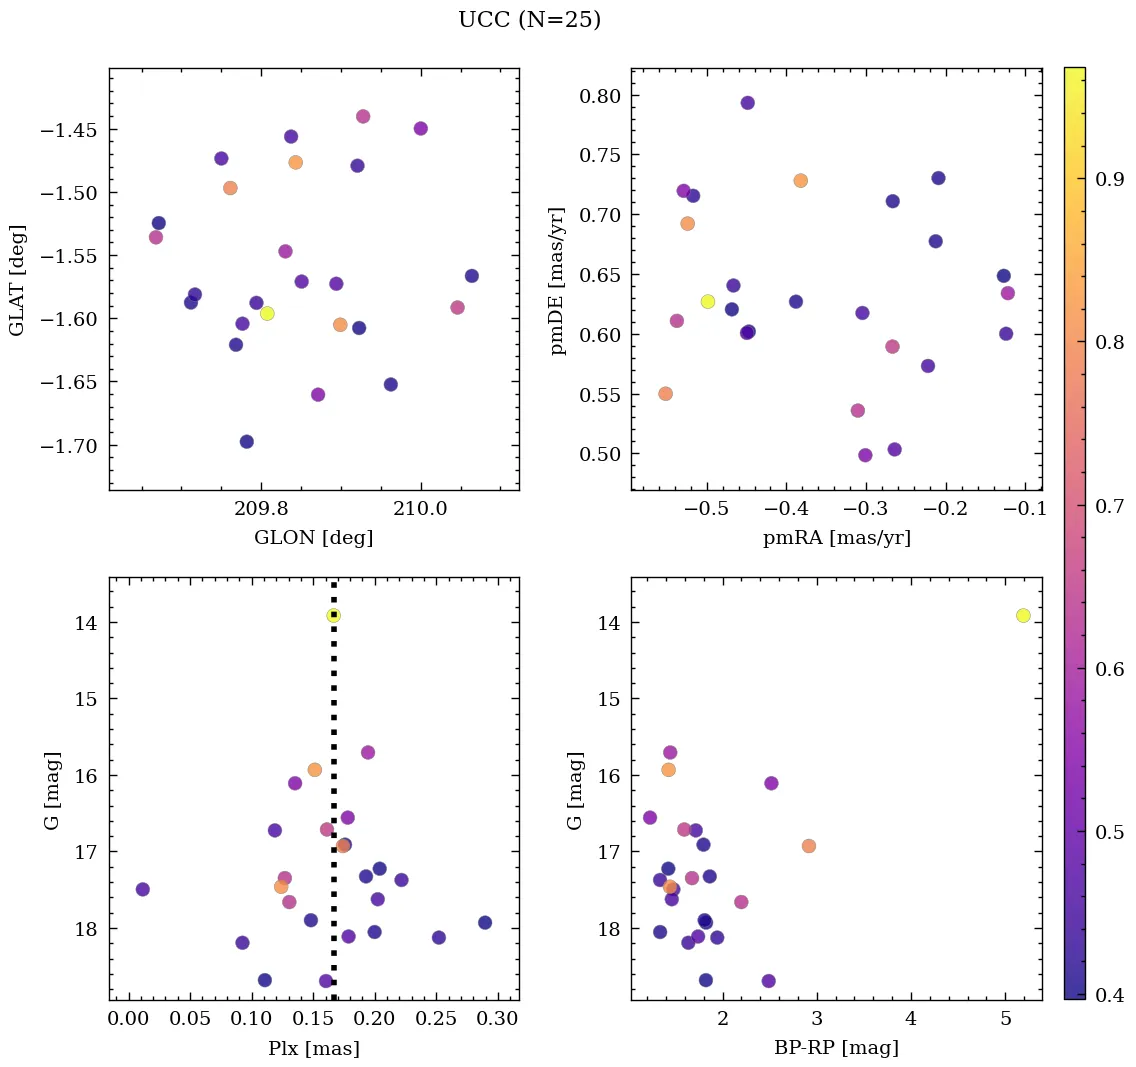 UCC (N=25)
−1.45
−1.50
−1.55
−1.60
−1.65
−1.70
GLAT [deg]
209.8 210.0
GLON [deg]
0.80
0.75
0.70
0.65
0.60
0.55
0.50
pmDE [mas/yr]
−0.5 −0.4 −0.3 −0.2 −0.1
pmRA [mas/yr]
14
15
16
17
18
G [mag]
0.00 0.05 0.10 0.15 0.20 0.25 0.30
Plx [mas]
14
15
16
17
18
G [mag]
2 3 4 5
BP-RP [mag]
0.9
0.8
0.7
0.6
0.5
0.4